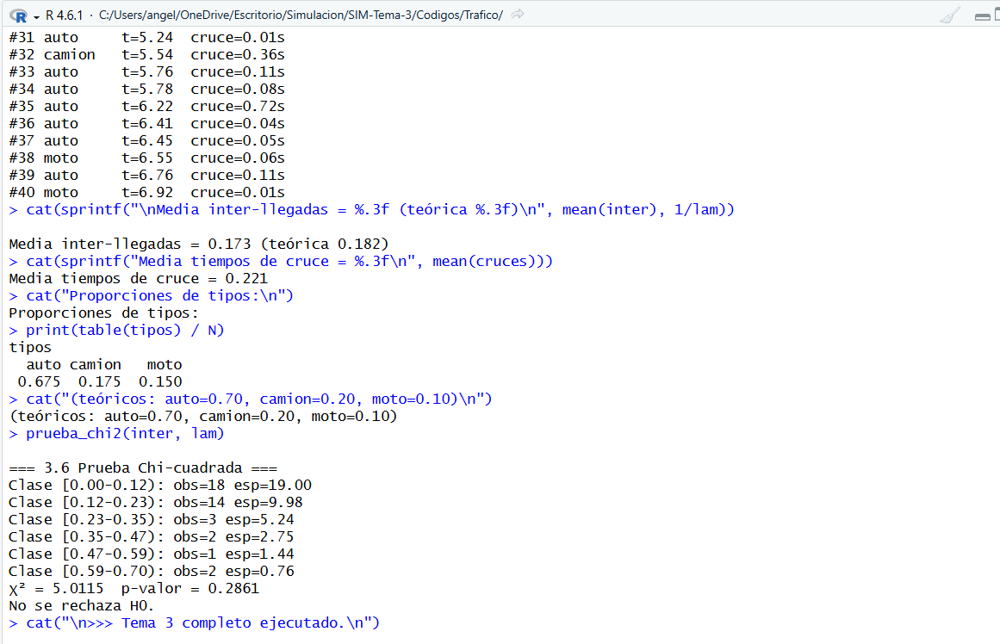 R 4.6.1 · C:/Users/angel/OneDrive/Escritorio/Simulacion/SIM-Tema-3/Codigos/Trafico/
#31 auto     t=5.24  cruce=0.01s
#32 camion   t=5.54  cruce=0.36s
#33 auto     t=5.76  cruce=0.11s
#34 auto     t=5.78  cruce=0.08s
#35 auto     t=6.22  cruce=0.72s
#36 auto     t=6.41  cruce=0.04s
#37 auto     t=6.45  cruce=0.05s
#38 moto     t=6.55  cruce=0.06s
#39 auto     t=6.76  cruce=0.11s
#40 moto     t=6.92  cruce=0.01s
> cat(sprintf("\nMedia inter-llegadas = %.3f (teórica %.3f)\n", mean(inter), 1/lam))
Media inter-llegadas = 0.173 (teórica 0.182)
> cat(sprintf("Media tiempos de cruce = %.3f\n", mean(cruces)))
Media tiempos de cruce = 0.221
> cat("Proporciones de tipos:\n")
Proporciones de tipos:
> print(table(tipos) / N)
tipos
  auto camion   moto
 0.675  0.175  0.150
> cat("(teóricos: auto=0.70, camion=0.20, moto=0.10)\n")
(teóricos: auto=0.70, camion=0.20, moto=0.10)
> prueba_chi2(inter, lam)
=== 3.6 Prueba Chi-cuadrada ===
Clase [0.00-0.12): obs=18 esp=19.00
Clase [0.12-0.23): obs=14 esp=9.98
Clase [0.23-0.35): obs=3 esp=5.24
Clase [0.35-0.47): obs=2 esp=2.75
Clase [0.47-0.59): obs=1 esp=1.44
Clase [0.59-0.70): obs=2 esp=0.76
χ² = 5.0115  p-valor = 0.2861
No se rechaza H0.
> cat("\n>>> Tema 3 completo ejecutado.\n")